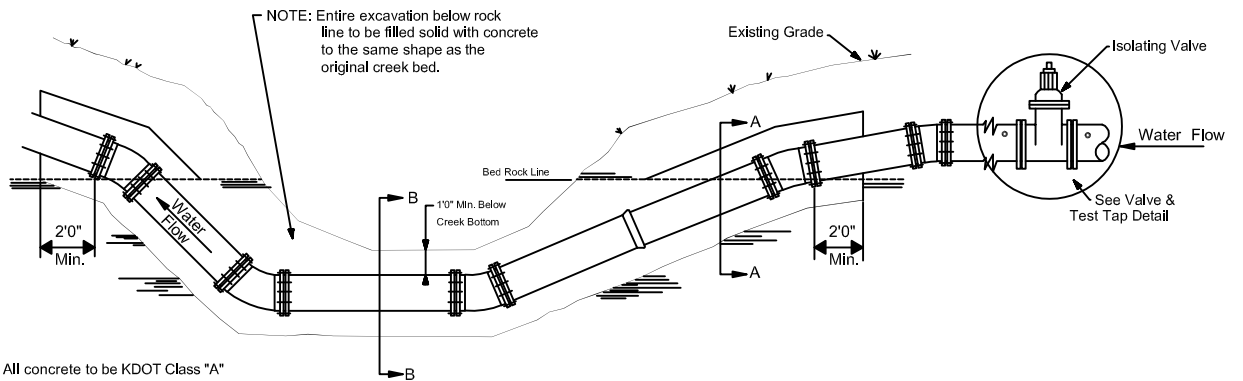 NOTE: Entire excavation below rock
line to be filled solid with concrete
to the same shape as the
original creek bed.
Existing Grade
Isolating Valve
A
Water Flow
Bed Rock Line
B
1'0" MIn. Below
Creek Bottom
Water
Flow
See Valve &
Test Tap Detail
2'0"
Min.
2'0"
Min.
A
B
All concrete to be KDOT Class "A"